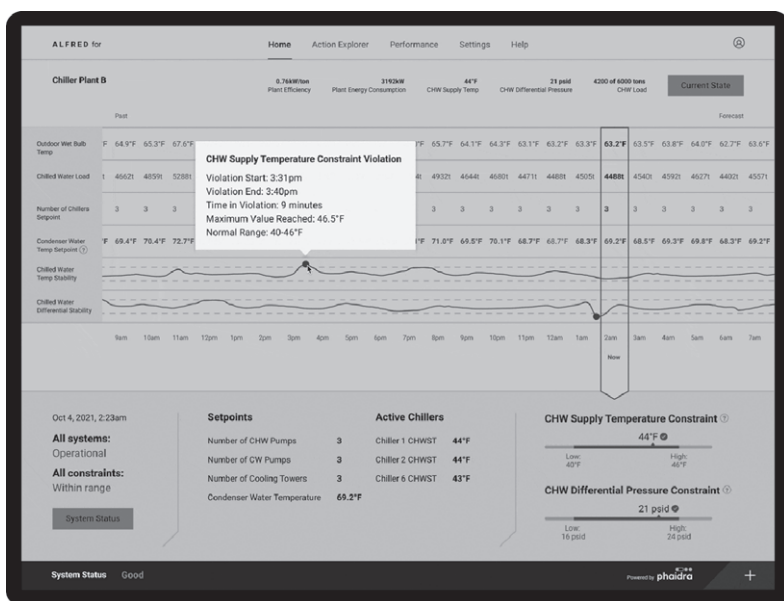 ALFRED for
Home Action Explorer Performance Settings Help
Chiller Plant B
0.76kW/ton 3192kW 44°F 21 psid 4200 of 6000 tons
Plant Efficiency Plant Energy Consumption CHW Supply Temp CHW Differential Pressure CHW Load
Current State
Past Forecast
Outdoor Wet Bulb
Temp
F 64.9°F 65.3°F 67.6°F °F 65.7°F 64.1°F 64.3°F 63.1°F 63.2°F 63.3°F 63.2°F 63.5°F 63.8°F 64.0°F 62.7°F 63.6°F
Chilled Water Load
t 4662t 4859t 5288t 4932t 4644t 4680t 4471t 4488t 4505t 4488t 4540t 4592t 4627t 4402t 4557t
Number of Chillers
Setpoint
3 3 3 3 3 3 3 3 3 3 3 3 3 3 3
Condenser Water
Temp Setpoint ?
°F 69.4°F 70.4°F 72.7°F F 71.0°F 69.5°F 70.1°F 68.7°F 68.7°F 68.3°F 69.2°F 68.5°F 69.3°F 69.8°F 68.3°F 69.2°F
CHW Supply Temperature Constraint Violation
Violation Start: 3:31pm
Violation End: 3:40pm
Time in Violation: 9 minutes
Maximum Value Reached: 46.5°F
Normal Range: 40-46°F
Chilled Water
Temp Stability
Chilled Water
Differential Stability
9am 10am 11am 12pm 1pm 2pm 3pm 4pm 5pm 6pm 7pm 8pm 9pm 10pm 11pm 12am 1am 2am 3am 4am 5am 6am 7am
Now
Oct 4, 2021, 2:23am
All systems:
Operational
All constraints:
Within range
System Status
Setpoints
Number of CHW Pumps 3
Number of CW Pumps 3
Number of Cooling Towers 3
Condenser Water Temperature 69.2°F
Active Chillers
Chiller 1 CHWST 44°F
Chiller 2 CHWST 44°F
Chiller 6 CHWST 43°F
CHW Supply Temperature Constraint ?
44°F
Low: High:
40°F 46°F
CHW Differential Pressure Constraint ?
21 psid
Low: High:
16 psid 24 psid
System Status Good
Powered by phaidra
+